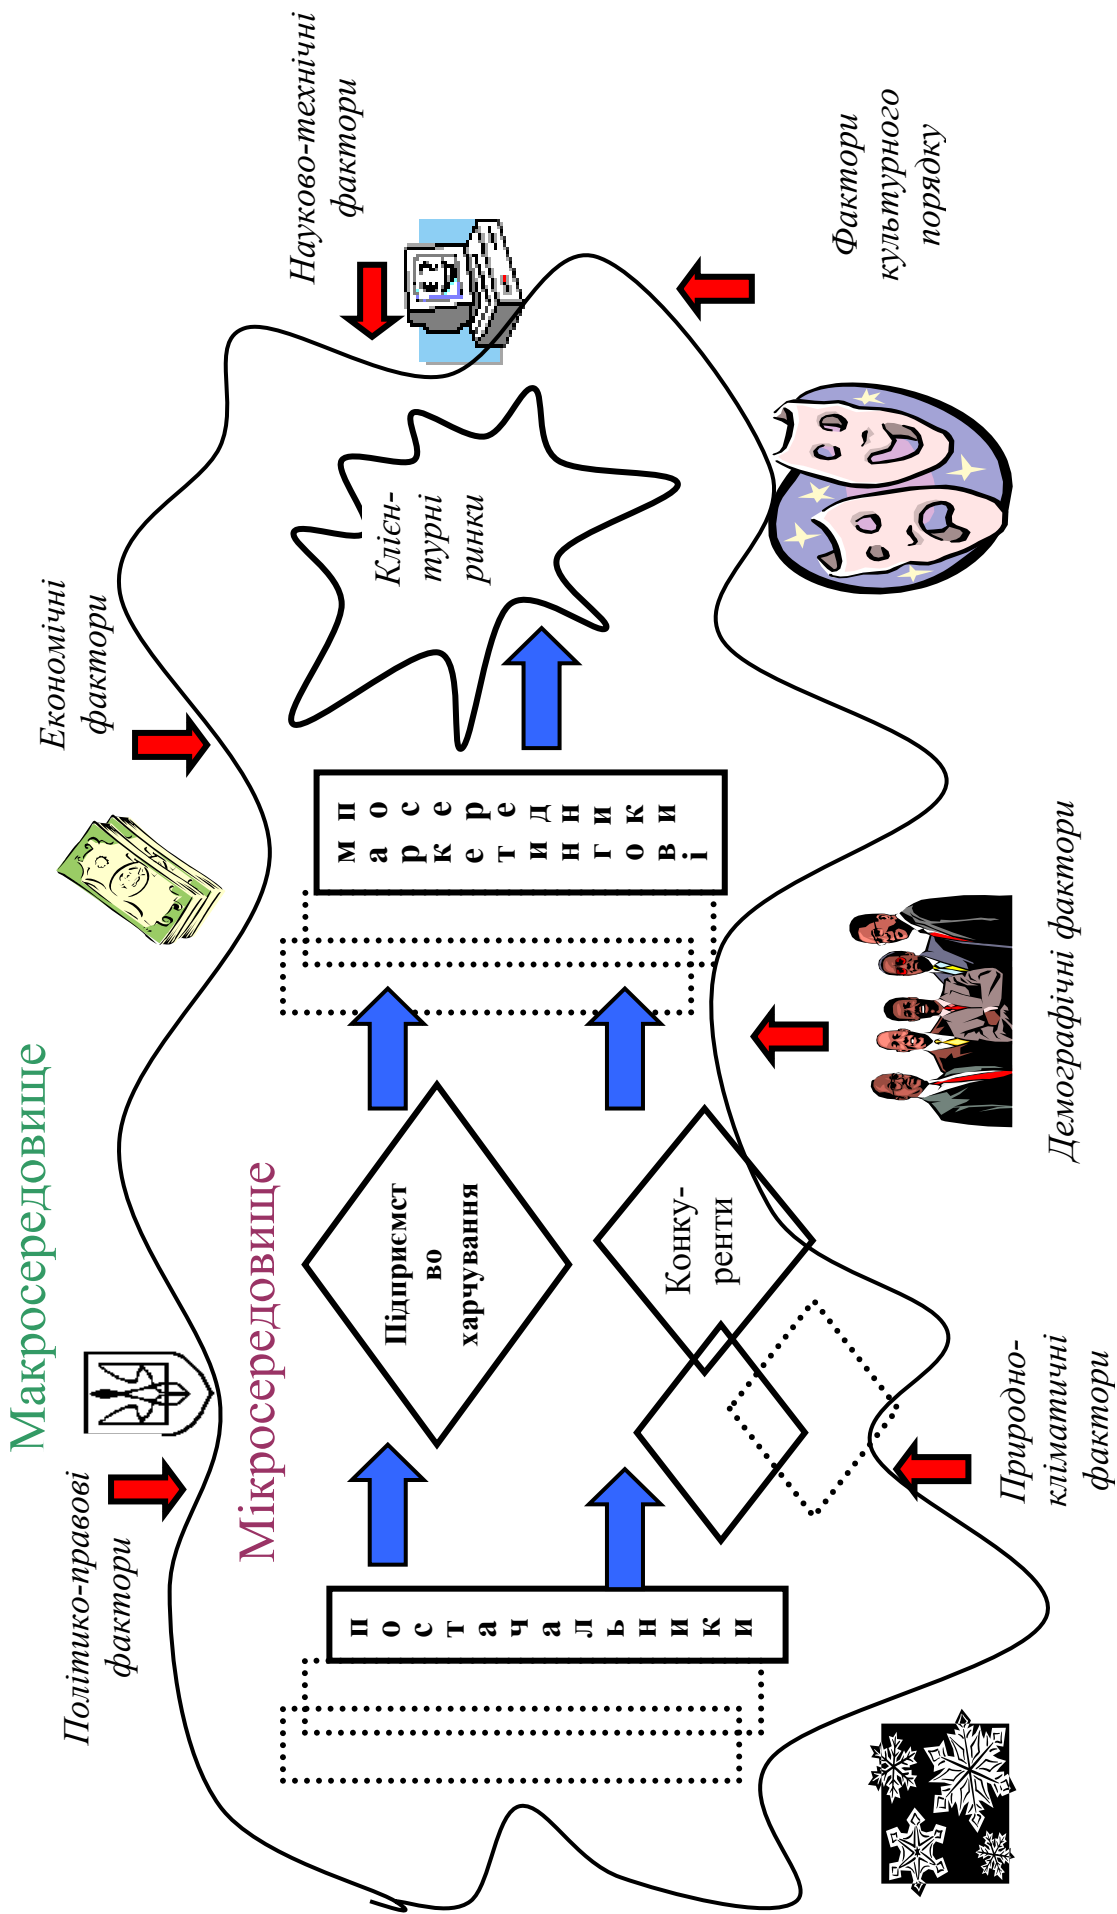 Макросередовище
Політико-правові
фактори
Економічні
фактори
Науково-технічні
фактори
Мікросередовище
постачальники
Підприємст
во
харчування
Конку-
ренти
маркетингові
посередники
Клієн-
турні
ринки
Природно-
кліматичні
фактори
Демографічні фактори
Фактори
культурного
порядку